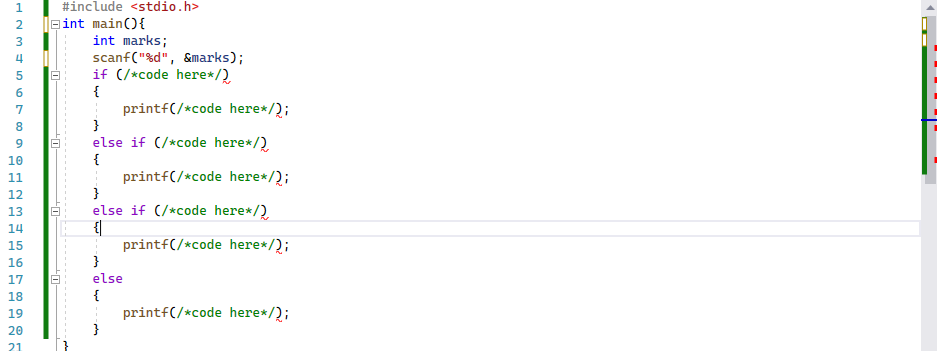 1 #include <stdio.h>
2 int main(){
3 int marks;
4 scanf("%d", &marks);
5 if (/*code here*/)
6 {
7 printf(/*code here*/);
8 }
9 else if (/*code here*/)
10 {
11 printf(/*code here*/);
12 }
13 else if (/*code here*/)
14 {
15 printf(/*code here*/);
16 }
17 else
18 {
19 printf(/*code here*/);
20 }
21 }